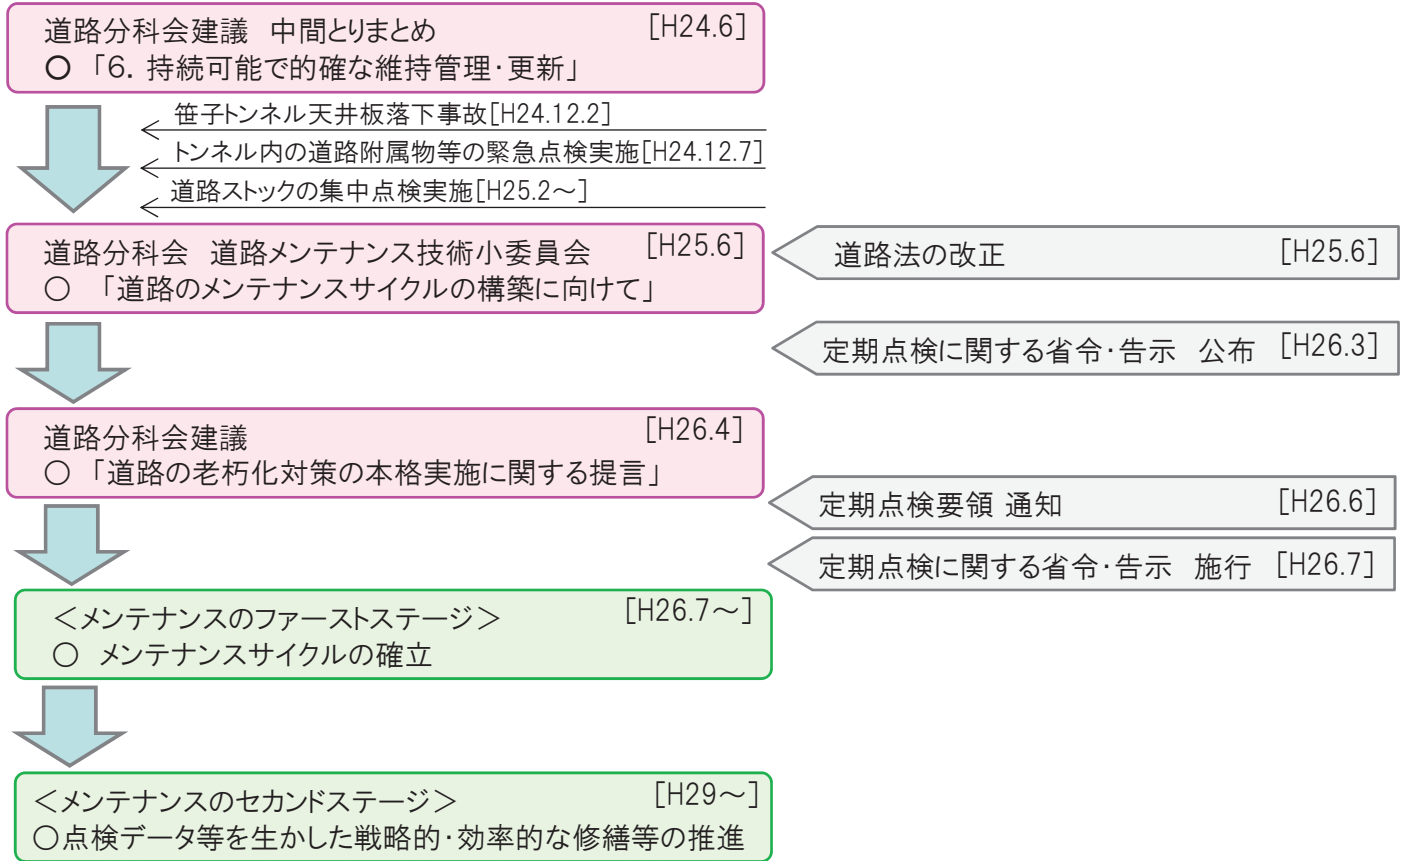 道路分科会建議　中間とりまとめ　[H24.6]
○ 「６．持続可能で的確な維持管理・更新」
笹子トンネル天井板落下事故[H24.12.2]
トンネル内の道路附属物等の緊急点検実施[H24.12.7]
道路ストックの集中点検実施[H25.2～]
道路分科会　道路メンテナンス技術小委員会　[H25.6]
○　「道路のメンテナンスサイクルの構築に向けて」
道路法の改正　[H25.6]
定期点検に関する省令・告示　公布　[H26.3]
道路分科会建議　[H26.4]
○ 「道路の老朽化対策の本格実施に関する提言」
定期点検要領 通知　[H26.6]
定期点検に関する省令・告示　施行　[H26.7]
＜メンテナンスのファーストステージ＞　[H26.7～]
○　メンテナンスサイクルの確立
＜メンテナンスのセカンドステージ＞　[H29～]
○点検データ等を生かした戦略的・効率的な修繕等の推進